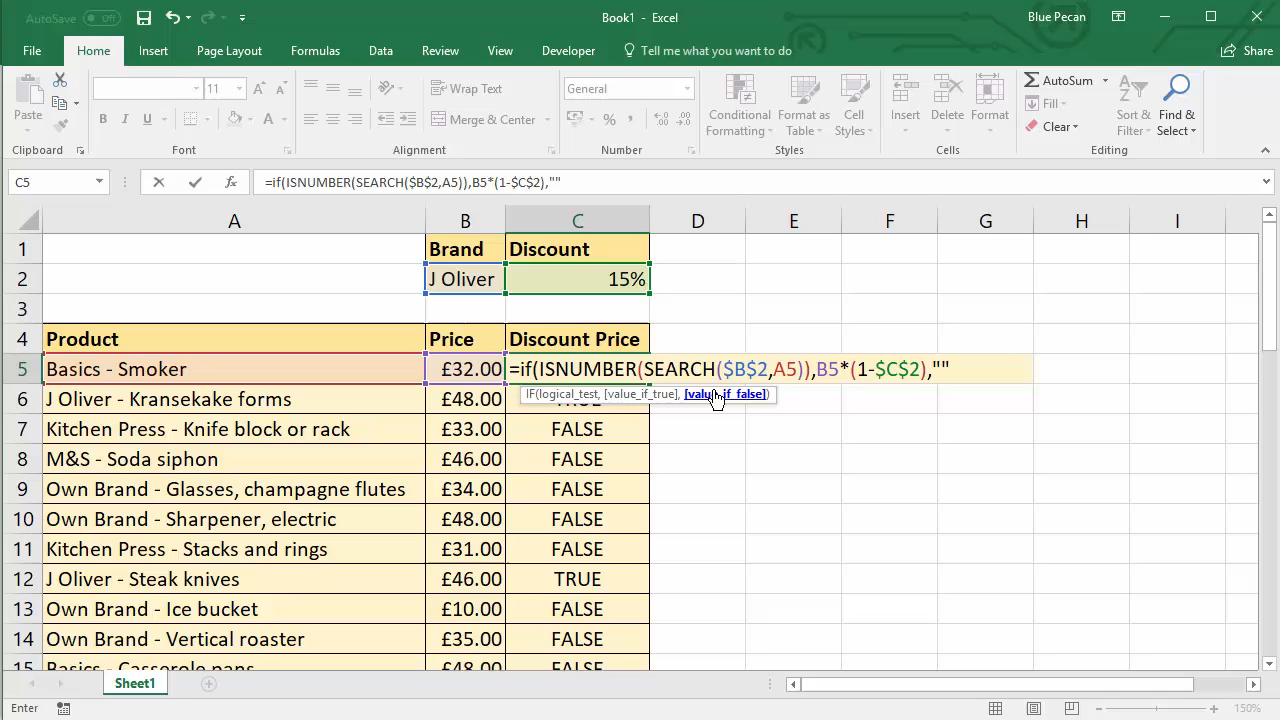 AutoSave Off Book1 - Excel Blue Pecan
File Home Insert Page Layout Formulas Data Review View Developer Tell me what you want to do Share
Paste
Clipboard
11
B I U
Font
Wrap Text
Merge & Center
Alignment
General
%
Number
Conditional Formatting
Format as Table
Cell Styles
Styles
Insert Delete Format
Cells
AutoSum
Fill
Clear
Sort & Filter
Find & Select
Editing
C5 fx =if(ISNUMBER(SEARCH($B$2,A5)),B5*(1-$C$2),""
A B C D E F G H I
1 Brand Discount
2 J Oliver 15%
3
4 Product Price Discount Price
5 Basics - Smoker £32.00 =if(ISNUMBER(SEARCH($B$2,A5)),B5*(1-$C$2),""
IF(logical_test, [value_if_true], [value_if_false])
6 J Oliver - Kransekake forms £48.00
7 Kitchen Press - Knife block or rack £33.00 FALSE
8 M&S - Soda siphon £46.00 FALSE
9 Own Brand - Glasses, champagne flutes £34.00 FALSE
10 Own Brand - Sharpener, electric £48.00 FALSE
11 Kitchen Press - Stacks and rings £31.00 FALSE
12 J Oliver - Steak knives £46.00 TRUE
13 Own Brand - Ice bucket £10.00 FALSE
14 Own Brand - Vertical roaster £35.00 FALSE
15 Basics - Casserole pans £48.00 FALSE
Sheet1
Enter 150%